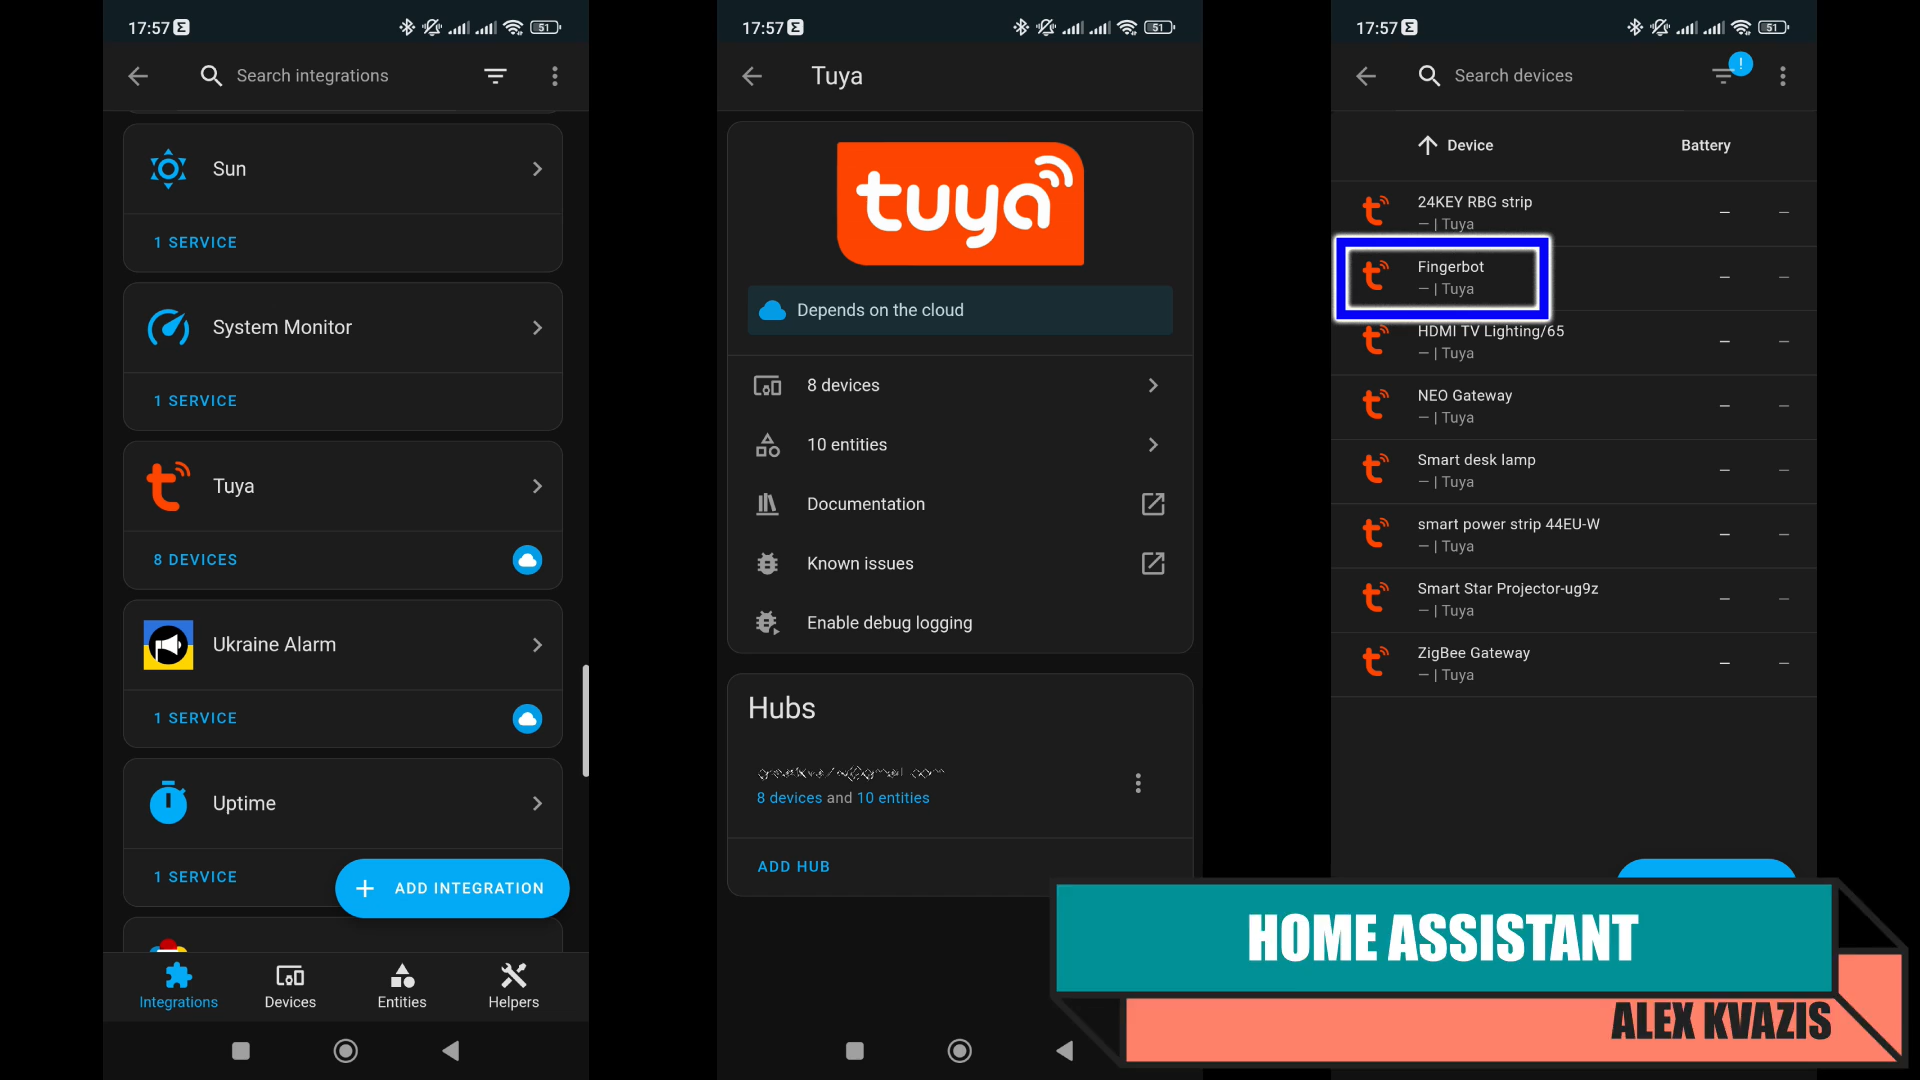 17:57
51
Search integrations
Sun
1 SERVICE
System Monitor
1 SERVICE
Tuya
8 DEVICES
Ukraine Alarm
1 SERVICE
Uptime
1 SERVICE
ADD INTEGRATION
Integrations
Devices
Entities
Helpers
17:57
51
Tuya
tuya
Depends on the cloud
8 devices
10 entities
Documentation
Known issues
Enable debug logging
Hubs
8 devices and 10 entities
ADD HUB
17:57
51
Search devices
!
Device Battery
24KEY RBG strip
– | Tuya – –
Fingerbot
– | Tuya – –
HDMI TV Lighting/65
– | Tuya – –
NEO Gateway
– | Tuya – –
Smart desk lamp
– | Tuya – –
smart power strip 44EU-W
– | Tuya – –
Smart Star Projector-ug9z
– | Tuya – –
ZigBee Gateway
– | Tuya – –
HOME ASSISTANT
ALEX KVAZIS